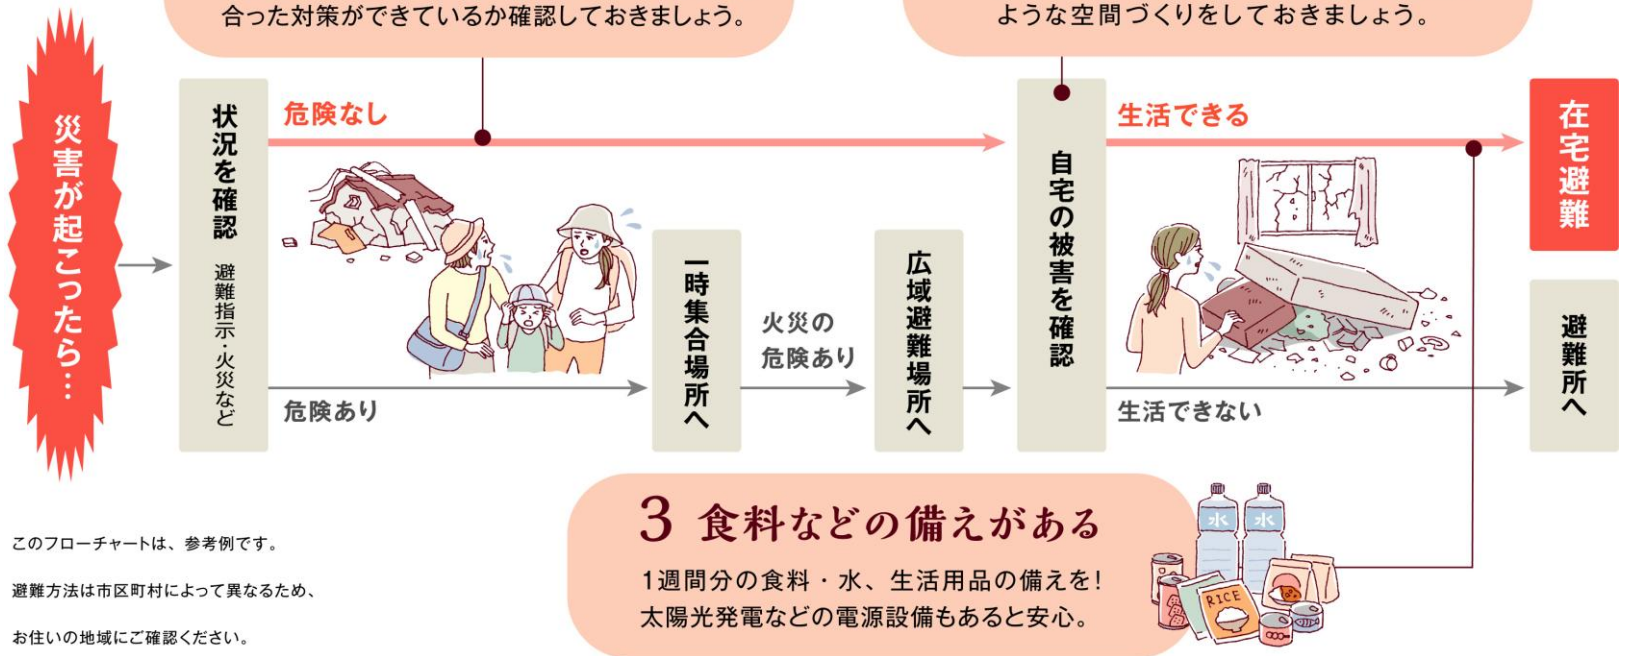 合った対策ができているか確認しておきましょう。
ような空間づくりをしておきましょう。
災害が起こったら…
状況を確認 避難指示・火災など
危険なし
危険あり
一時集合場所へ
火災の
危険あり
広域避難場所へ
自宅の被害を確認
生活できる
生活できない
在宅避難
避難所へ
3 食料などの備えがある
1週間分の食料・水、生活用品の備えを!
太陽光発電などの電源設備もあると安心。
水
水
RICE
このフローチャートは、参考例です。
避難方法は市区町村によって異なるため、
お住いの地域にご確認ください。